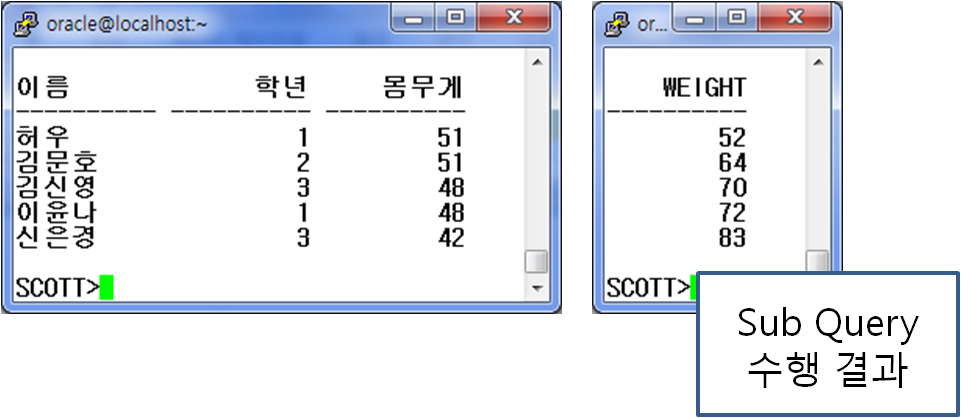 oracle@localhost:~
이름 학년 몸무게
---------- ---------- ----------
허우 1 51
김문호 2 51
김신영 3 48
이윤나 1 48
신은경 3 42
SCOTT>
or...
WEIGHT
----------
52
64
70
72
83
SCOTT>
Sub Query
수행 결과